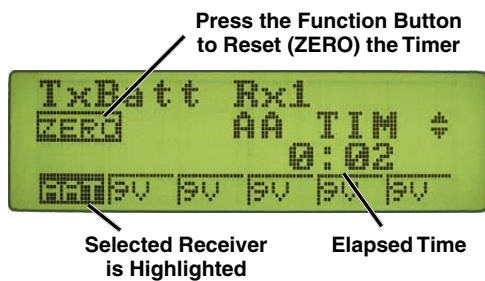 Press the Function Button
to Reset (ZERO) the Timer
TxBatt Rx1
ZERO AA TIM
0:02
AAT 9V 9V 9V 9V 9V
Selected Receiver
is Highlighted
Elapsed Time